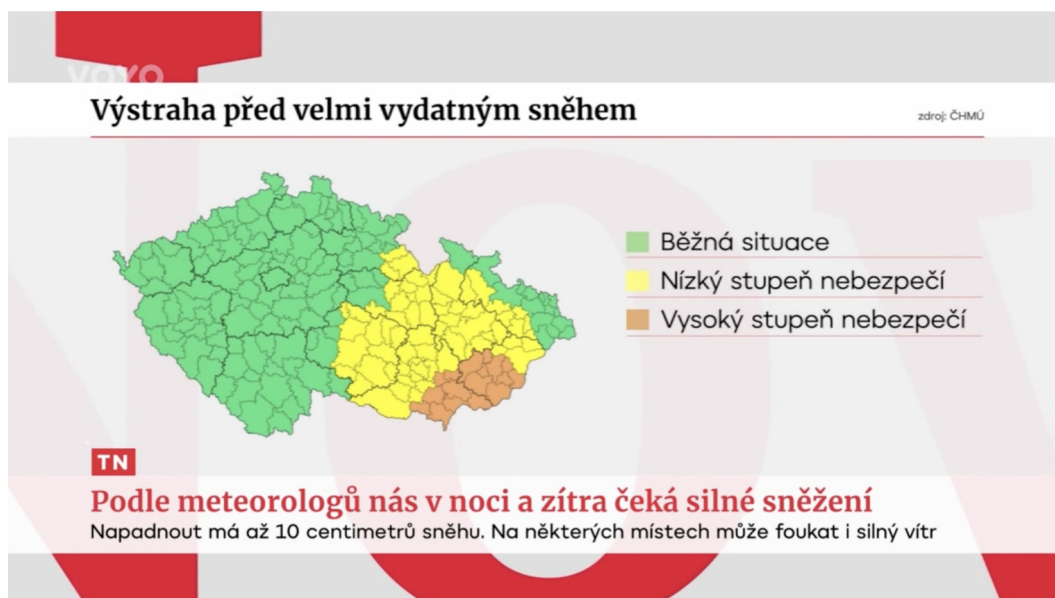 VOYO
Výstraha před velmi vydatným sněhem
zdroj: ČHMÚ
Běžná situace
Nízký stupeň nebezpečí
Vysoký stupeň nebezpečí
TN
Podle meteorologů nás v noci a zítra čeká silné sněžení
Napadnout má až 10 centimetrů sněhu. Na některých místech může foukat i silný vítr